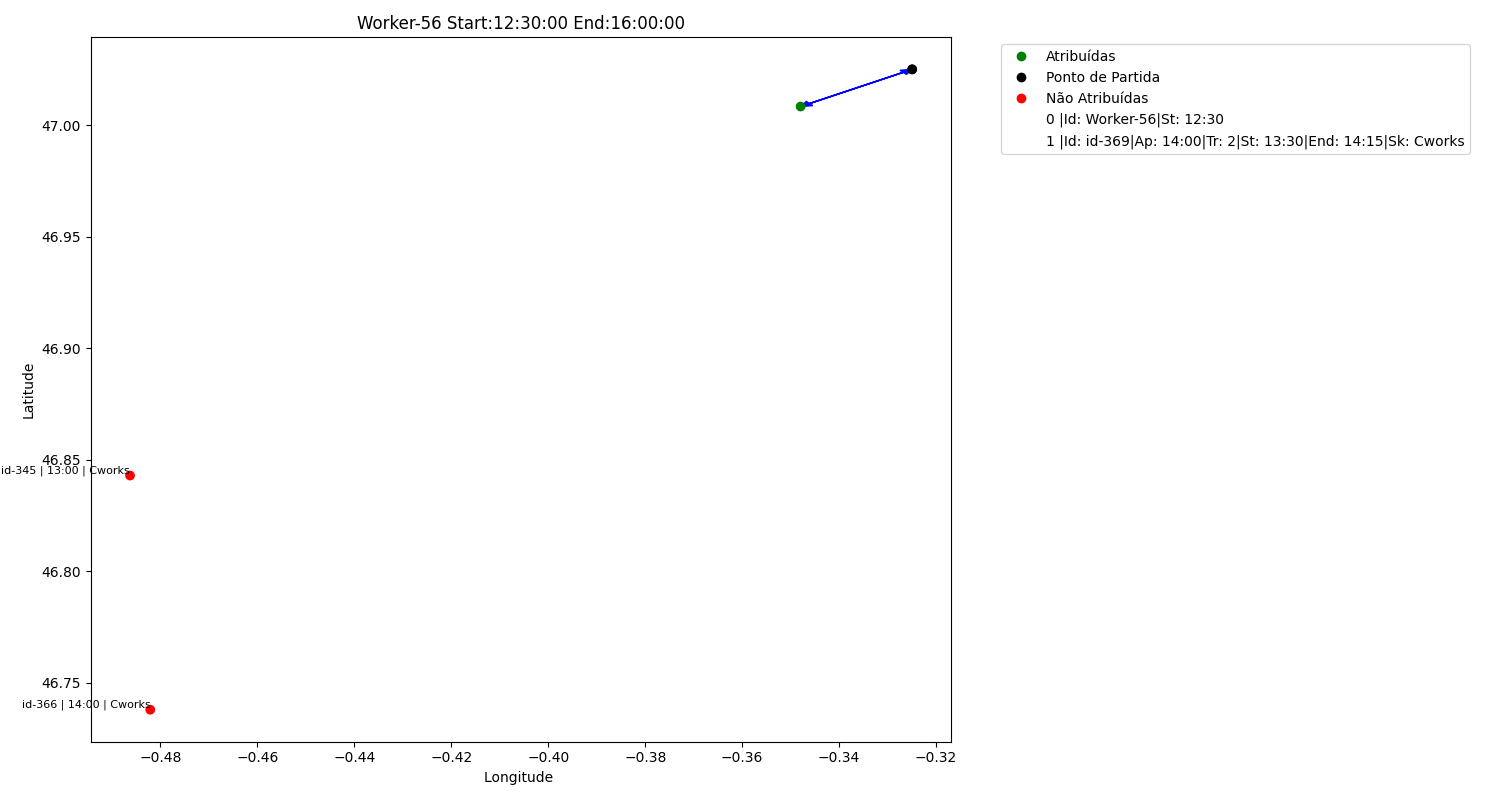 Worker-56 Start:12:30:00 End:16:00:00
Atribuídas
Ponto de Partida
Não Atribuídas
0 |Id: Worker-56|St: 12:30
1 |Id: id-369|Ap: 14:00|Tr: 2|St: 13:30|End: 14:15|Sk: Cworks
47.00
46.95
46.90
46.85
46.80
46.75
Latitude
id-345 | 13:00 | Cworks
id-366 | 14:00 | Cworks
−0.48
−0.46
−0.44
−0.42
−0.40
−0.38
−0.36
−0.34
−0.32
Longitude